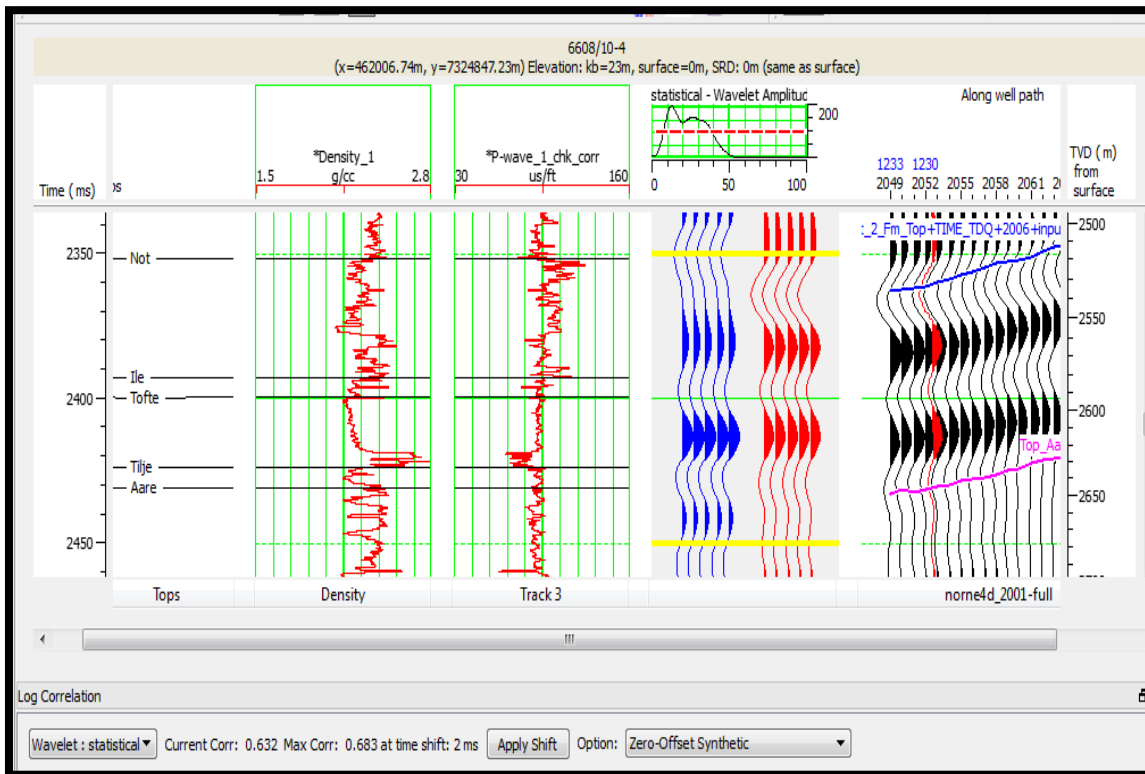 6608/10-4
(x=462006.74m, y=7324847.23m) Elevation: kb=23m, surface=0m, SRD: 0m (same as surface)
statistical - Wavelet Amplitud
Along well path
200
*Density_1
*P-wave_1_chk_corr
1.5 g/cc 2.8
30 us/ft 160
0 50 100
1233 1230
2049 2052 2055 2058 2061
Time (ms)
TVD (m)
from
surface
_2_Fm_Top+TIME_TDQ+2006+inpu
2350
2400
2450
Not
Ile
Tofte
Tilje
Aare
Top_Aa
2500
2550
2600
2650
Tops
Density
Track 3
norne4d_2001-full
Log Correlation
Wavelet : statistical Current Corr: 0.632 Max Corr: 0.683 at time shift: 2 ms Apply Shift Option: Zero-Offset Synthetic